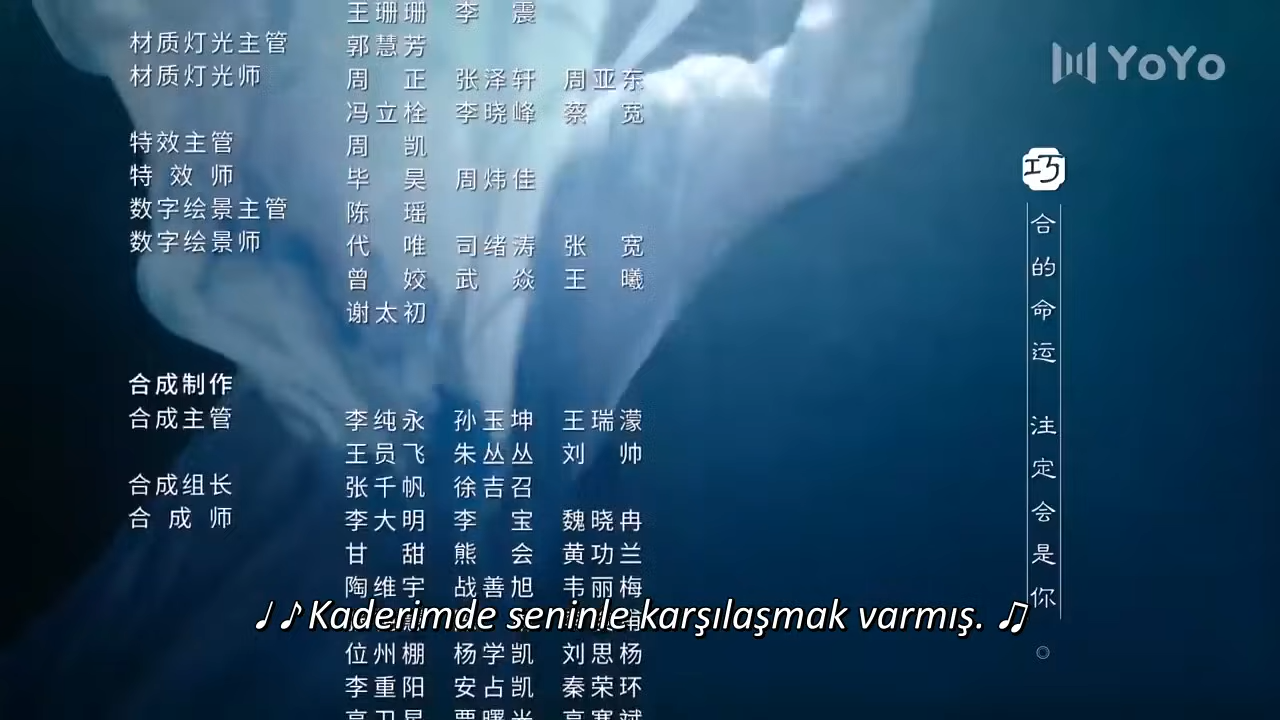 王珊珊 李 震
材质灯光主管 郭慧芳
材质灯光师 周 正 张泽轩 周亚东
冯立栓 李晓峰 蔡 宽
特效主管 周 凯
特 效 师 毕 昊 周炜佳
数字绘景主管 陈 瑶
数字绘景师 代 唯 司绪涛 张 宽
曾 姣 武 焱 王 曦
谢太初
合成制作
合成主管 李纯永 孙玉坤 王瑞濛
王员飞 朱丛丛 刘 帅
合成组长 张千帆 徐吉召
合 成 师 李大明 李 宝 魏晓冉
甘 甜 熊 会 黄功兰
陶维宇 战善旭 韦丽梅
♩♪Kaderimde seninle karşılaşmak varmış. ♫
位州棚 杨学凯 刘思杨
李重阳 安占凯 秦荣环
YoYo
巧合的命运 注定会是你